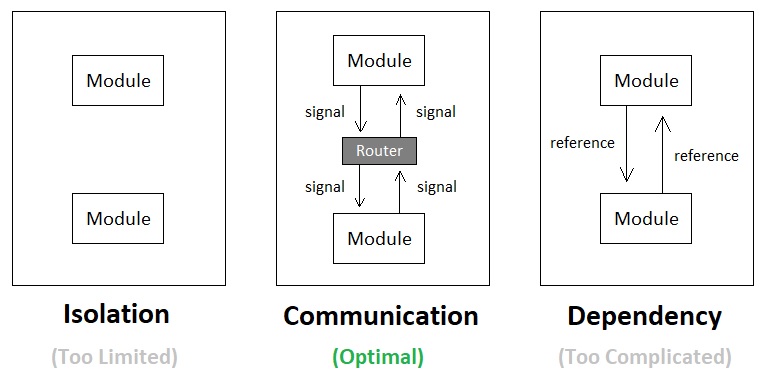 Module
Module
Isolation
(Too Limited)
Module
signal
signal
Router
signal
signal
Module
Communication
(Optimal)
Module
reference
reference
Module
Dependency
(Too Complicated)